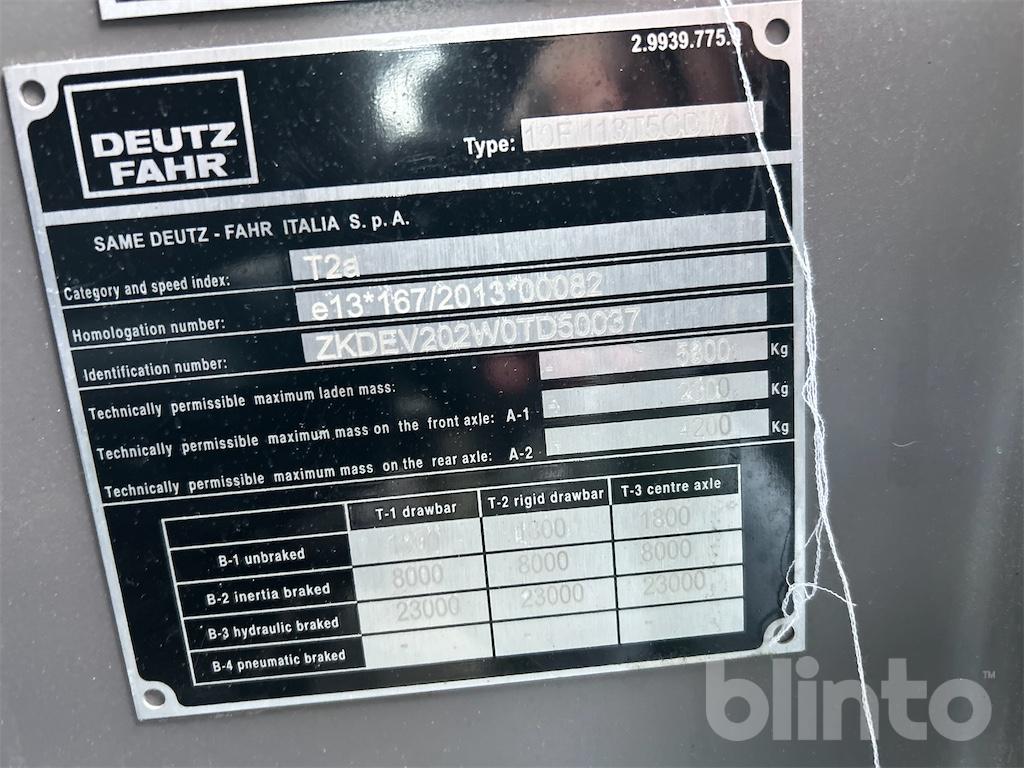 2.9939.775.
DEUTZ
FAHR
Type:
SAME DEUTZ - FAHR ITALIA S. p. A.
Category and speed index: T2a
Homologation number: e13*167/2013*00082
Identification number: ZKDEV202W0TD50037
Technically permissible maximum laden mass: - Kg
Technically permissible maximum mass on the front axle: A-1 - Kg
Technically permissible maximum mass on the rear axle: A-2 - 4200 Kg
T-1 drawbar T-2 rigid drawbar T-3 centre axle
B-1 unbraked 1800 1800 1800
B-2 inertia braked 8000 8000 8000
B-3 hydraulic braked 23000 23000 23000
B-4 pneumatic braked - - -
blinto™